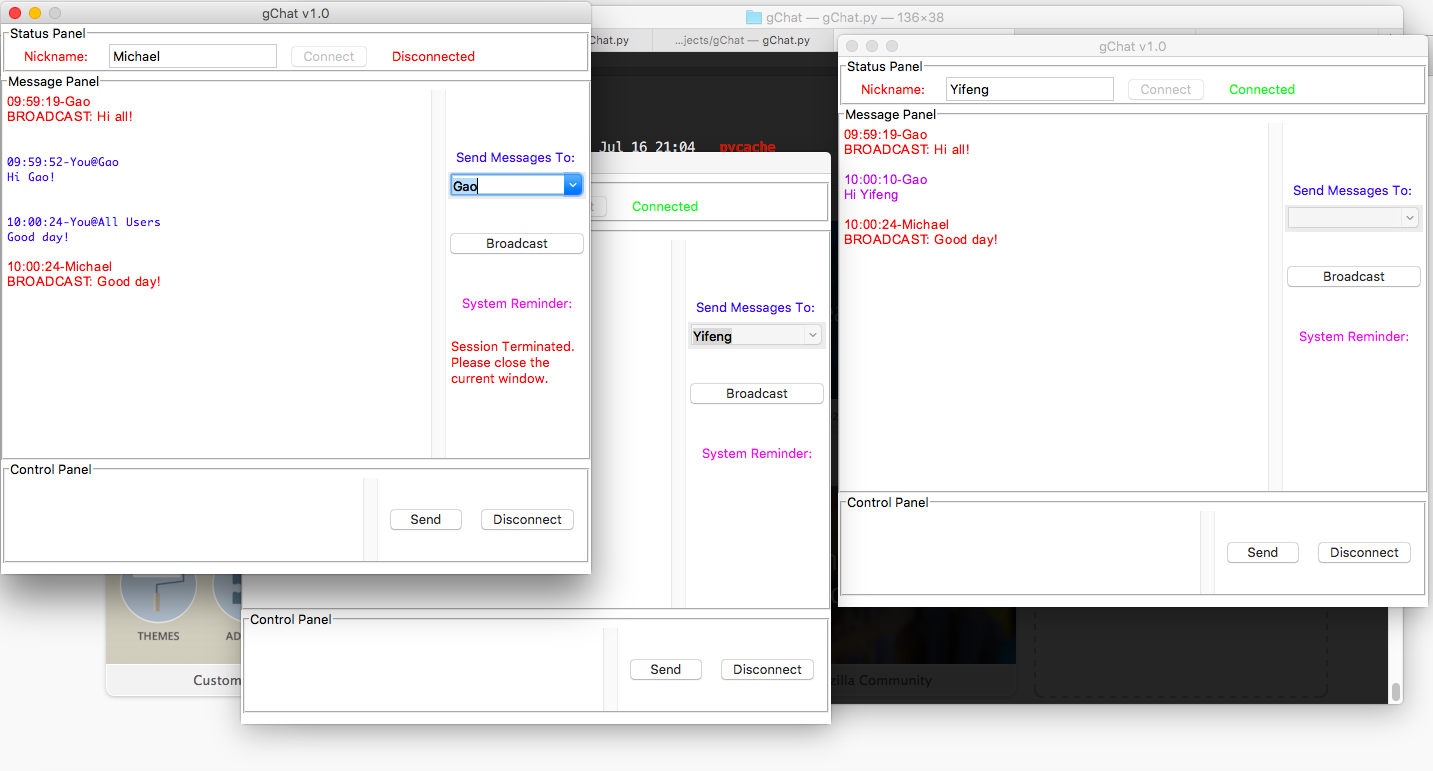 gChat v1.0
Status Panel
Nickname:
Michael
Connect
Disconnected
Message Panel
09:59:19-Gao
BROADCAST: Hi all!
09:59:52-You@Gao
Hi Gao!
10:00:24-You@All Users
Good day!
10:00:24-Michael
BROADCAST: Good day!
Send Messages To:
Gao
Broadcast
System Reminder:
Session Terminated.
Please close the
current window.
Control Panel
Send
Disconnect
gChat — gChat.py — 136×38
Chat.py
...jects/gChat — gChat.py
Jul 16 21:04 pycache
Connected
Send Messages To:
Yifeng
Broadcast
System Reminder:
Control Panel
Send
Disconnect
gChat v1.0
Status Panel
Nickname:
Yifeng
Connect
Connected
Message Panel
09:59:19-Gao
BROADCAST: Hi all!
10:00:10-Gao
Hi Yifeng
10:00:24-Michael
BROADCAST: Good day!
Send Messages To:
Broadcast
System Reminder:
Control Panel
Send
Disconnect
THEMES
AD
Custom
zilla Community